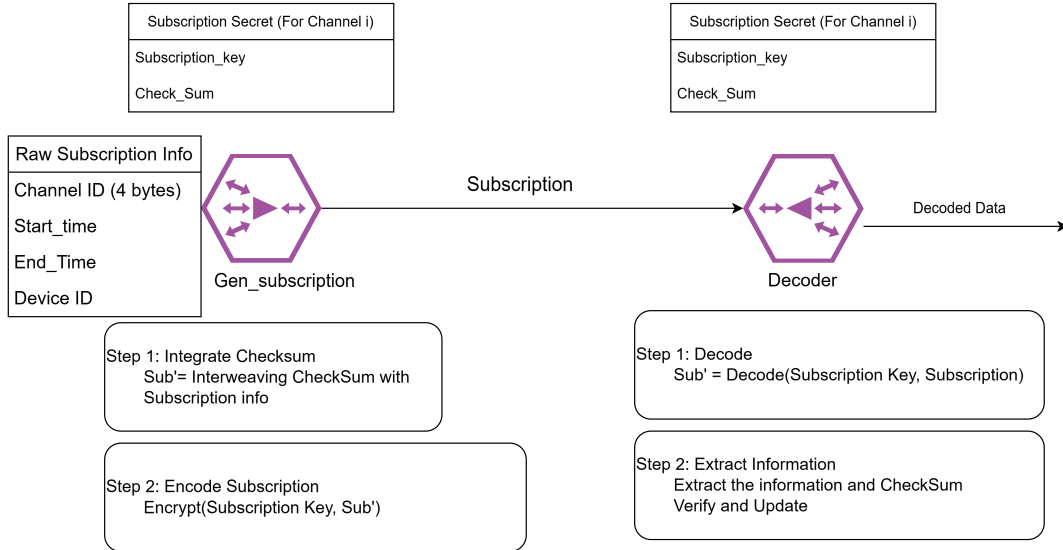 Subscription Secret (For Channel i)
Subscription_key
Check_Sum
Subscription Secret (For Channel i)
Subscription_key
Check_Sum
Raw Subscription Info
Channel ID (4 bytes)
Start_time
End_Time
Device ID
Gen_subscription
Subscription
Decoder
Decoded Data
Step 1: Integrate Checksum
Sub'= Interweaving CheckSum with
Subscription info
Step 2: Encode Subscription
Encrypt(Subscription Key, Sub')
Step 1: Decode
Sub' = Decode(Subscription Key, Subscription)
Step 2: Extract Information
Extract the information and CheckSum
Verify and Update